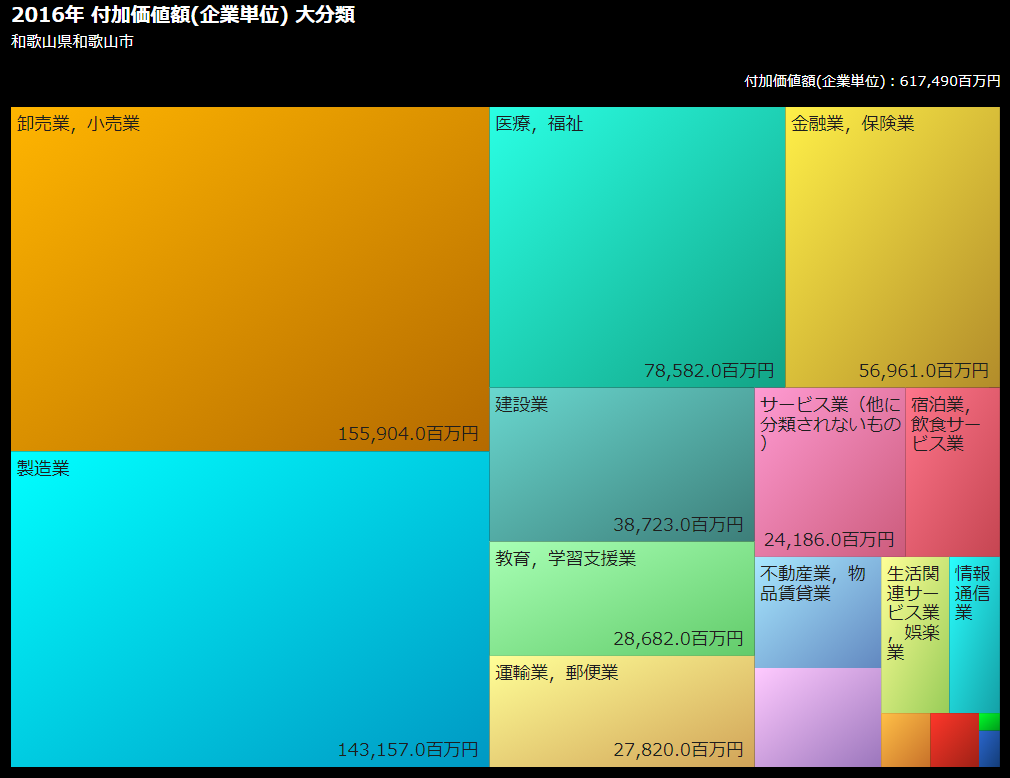 2016年 付加価値額(企業単位) 大分類
和歌山県和歌山市
付加価値額(企業単位) : 617,490百万円
卸売業，小売業
155,904.0百万円
製造業
143,157.0百万円
医療，福祉
78,582.0百万円
金融業，保険業
56,961.0百万円
建設業
38,723.0百万円
教育，学習支援業
28,682.0百万円
運輸業，郵便業
27,820.0百万円
サービス業（他に
分類されないもの
）
24,186.0百万円
宿泊業，
飲食サー
ビス業
不動産業，物
品賃貸業
生活関
連サー
ビス業
，娯楽
業
情報
通信
業